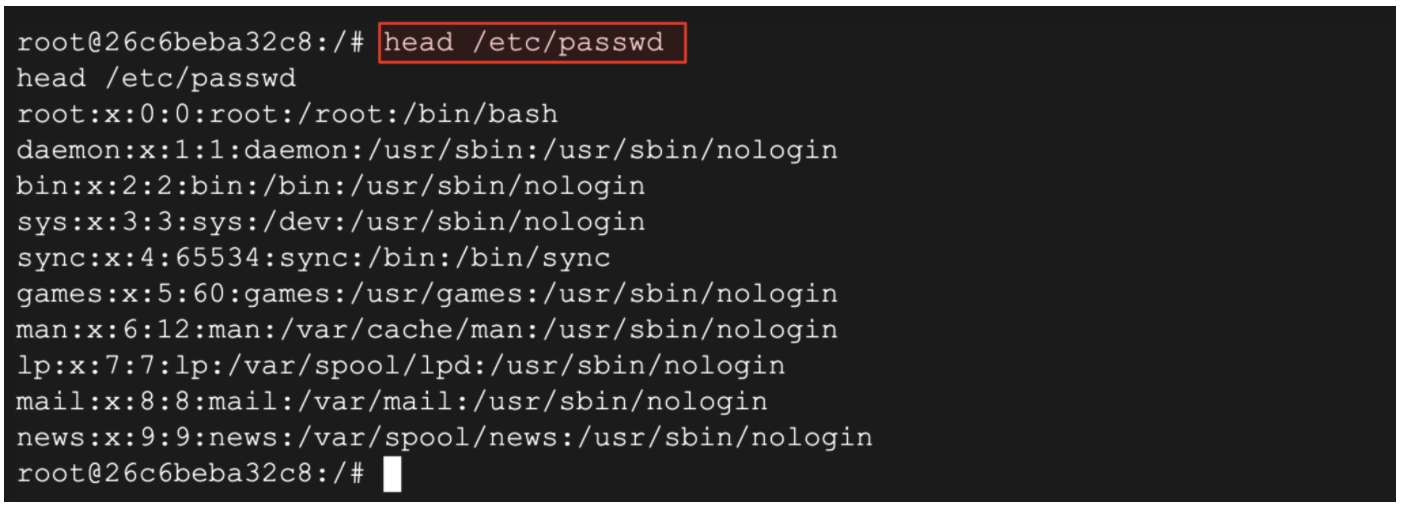 root@26c6beba32c8:/# head /etc/passwd
head /etc/passwd
root:x:0:0:root:/root:/bin/bash
daemon:x:1:1:daemon:/usr/sbin:/usr/sbin/nologin
bin:x:2:2:bin:/bin:/usr/sbin/nologin
sys:x:3:3:sys:/dev:/usr/sbin/nologin
sync:x:4:65534:sync:/bin:/bin/sync
games:x:5:60:games:/usr/games:/usr/sbin/nologin
man:x:6:12:man:/var/cache/man:/usr/sbin/nologin
lp:x:7:7:lp:/var/spool/lpd:/usr/sbin/nologin
mail:x:8:8:mail:/var/mail:/usr/sbin/nologin
news:x:9:9:news:/var/spool/news:/usr/sbin/nologin
root@26c6beba32c8:/#